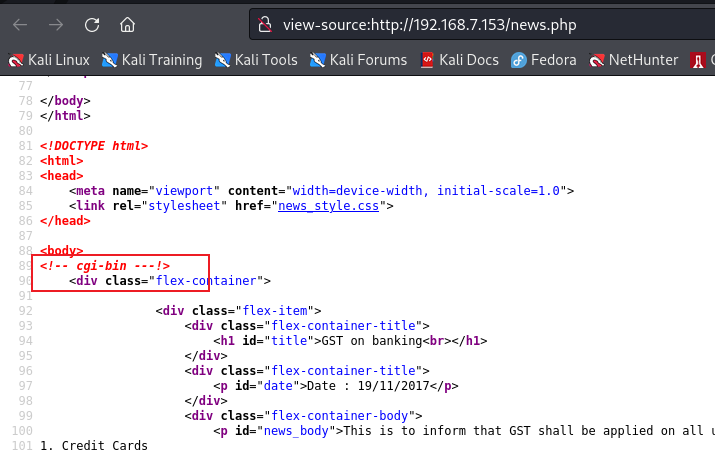 view-source:http://192.168.7.153/news.php
Kali Linux Kali Training Kali Tools Kali Forums Kali Docs Fedora NetHunter
77
78 </body>
79 </html>
80
81 <!DOCTYPE html>
82 <html>
83 <head>
84 <meta name="viewport" content="width=device-width, initial-scale=1.0">
85 <link rel="stylesheet" href="news_style.css">
86 </head>
87
88 <body>
89 <!-- cgi-bin ---!>
90 <div class="flex-container">
91
92 <div class="flex-item">
93 <div class="flex-container-title">
94 <h1 id="title">GST on banking<br></h1>
95 </div>
96 <div class="flex-container-title">
97 <p id="date">Date : 19/11/2017</p>
98 </div>
99 <div class="flex-container-body">
100 <p id="news_body">This is to inform that GST shall be applied on all
101 1. Credit Cards